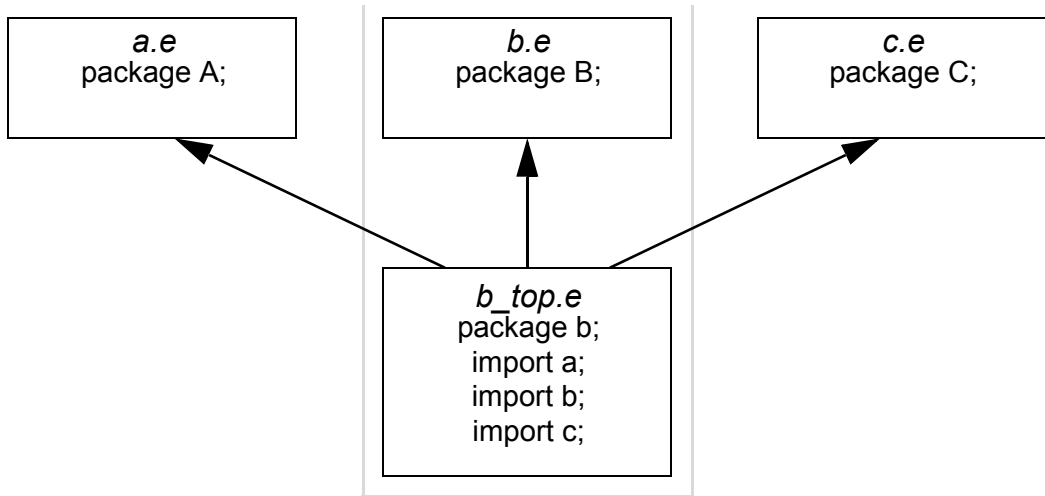 a.e
package A;
b.e
package B;
c.e
package C;
b_top.e
package b;
import a;
import b;
import c;